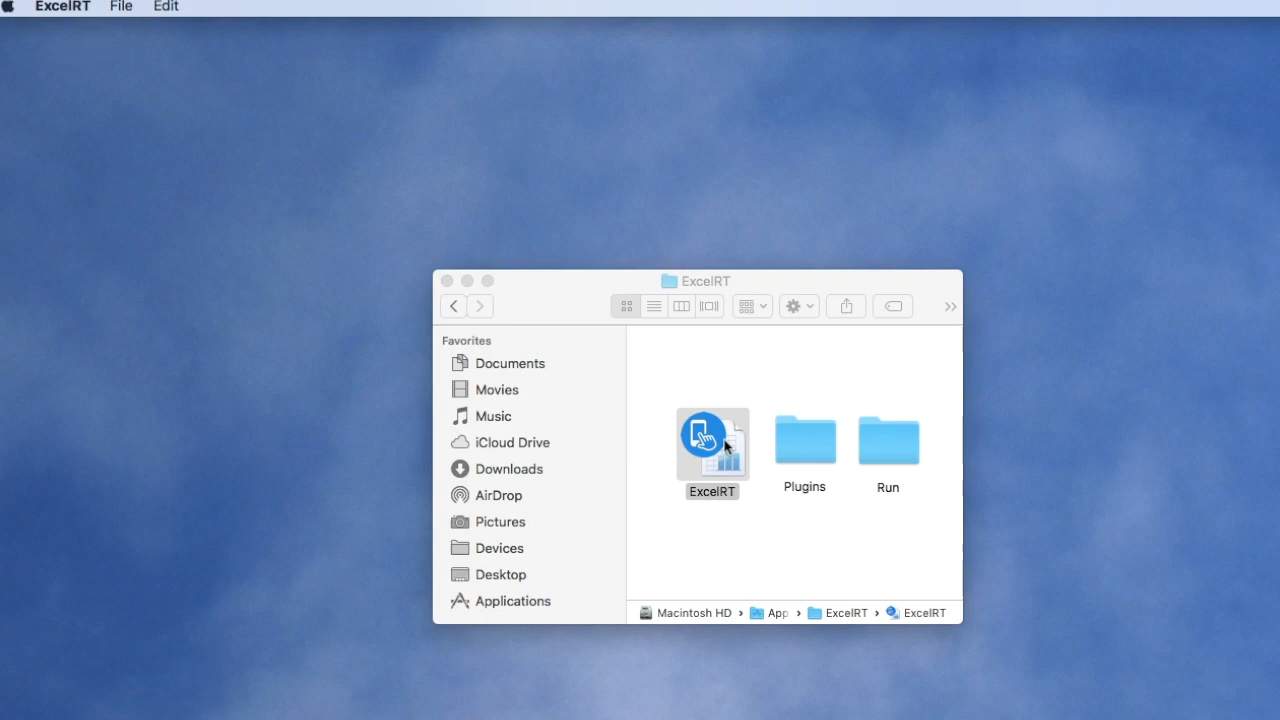 ExcelRT File Edit
ExcelRT
Favorites
Documents
Movies
Music
iCloud Drive
Downloads
AirDrop
Pictures
Devices
Desktop
Applications
ExcelRT
Plugins
Run
Macintosh HD › App › ExcelRT › ExcelRT